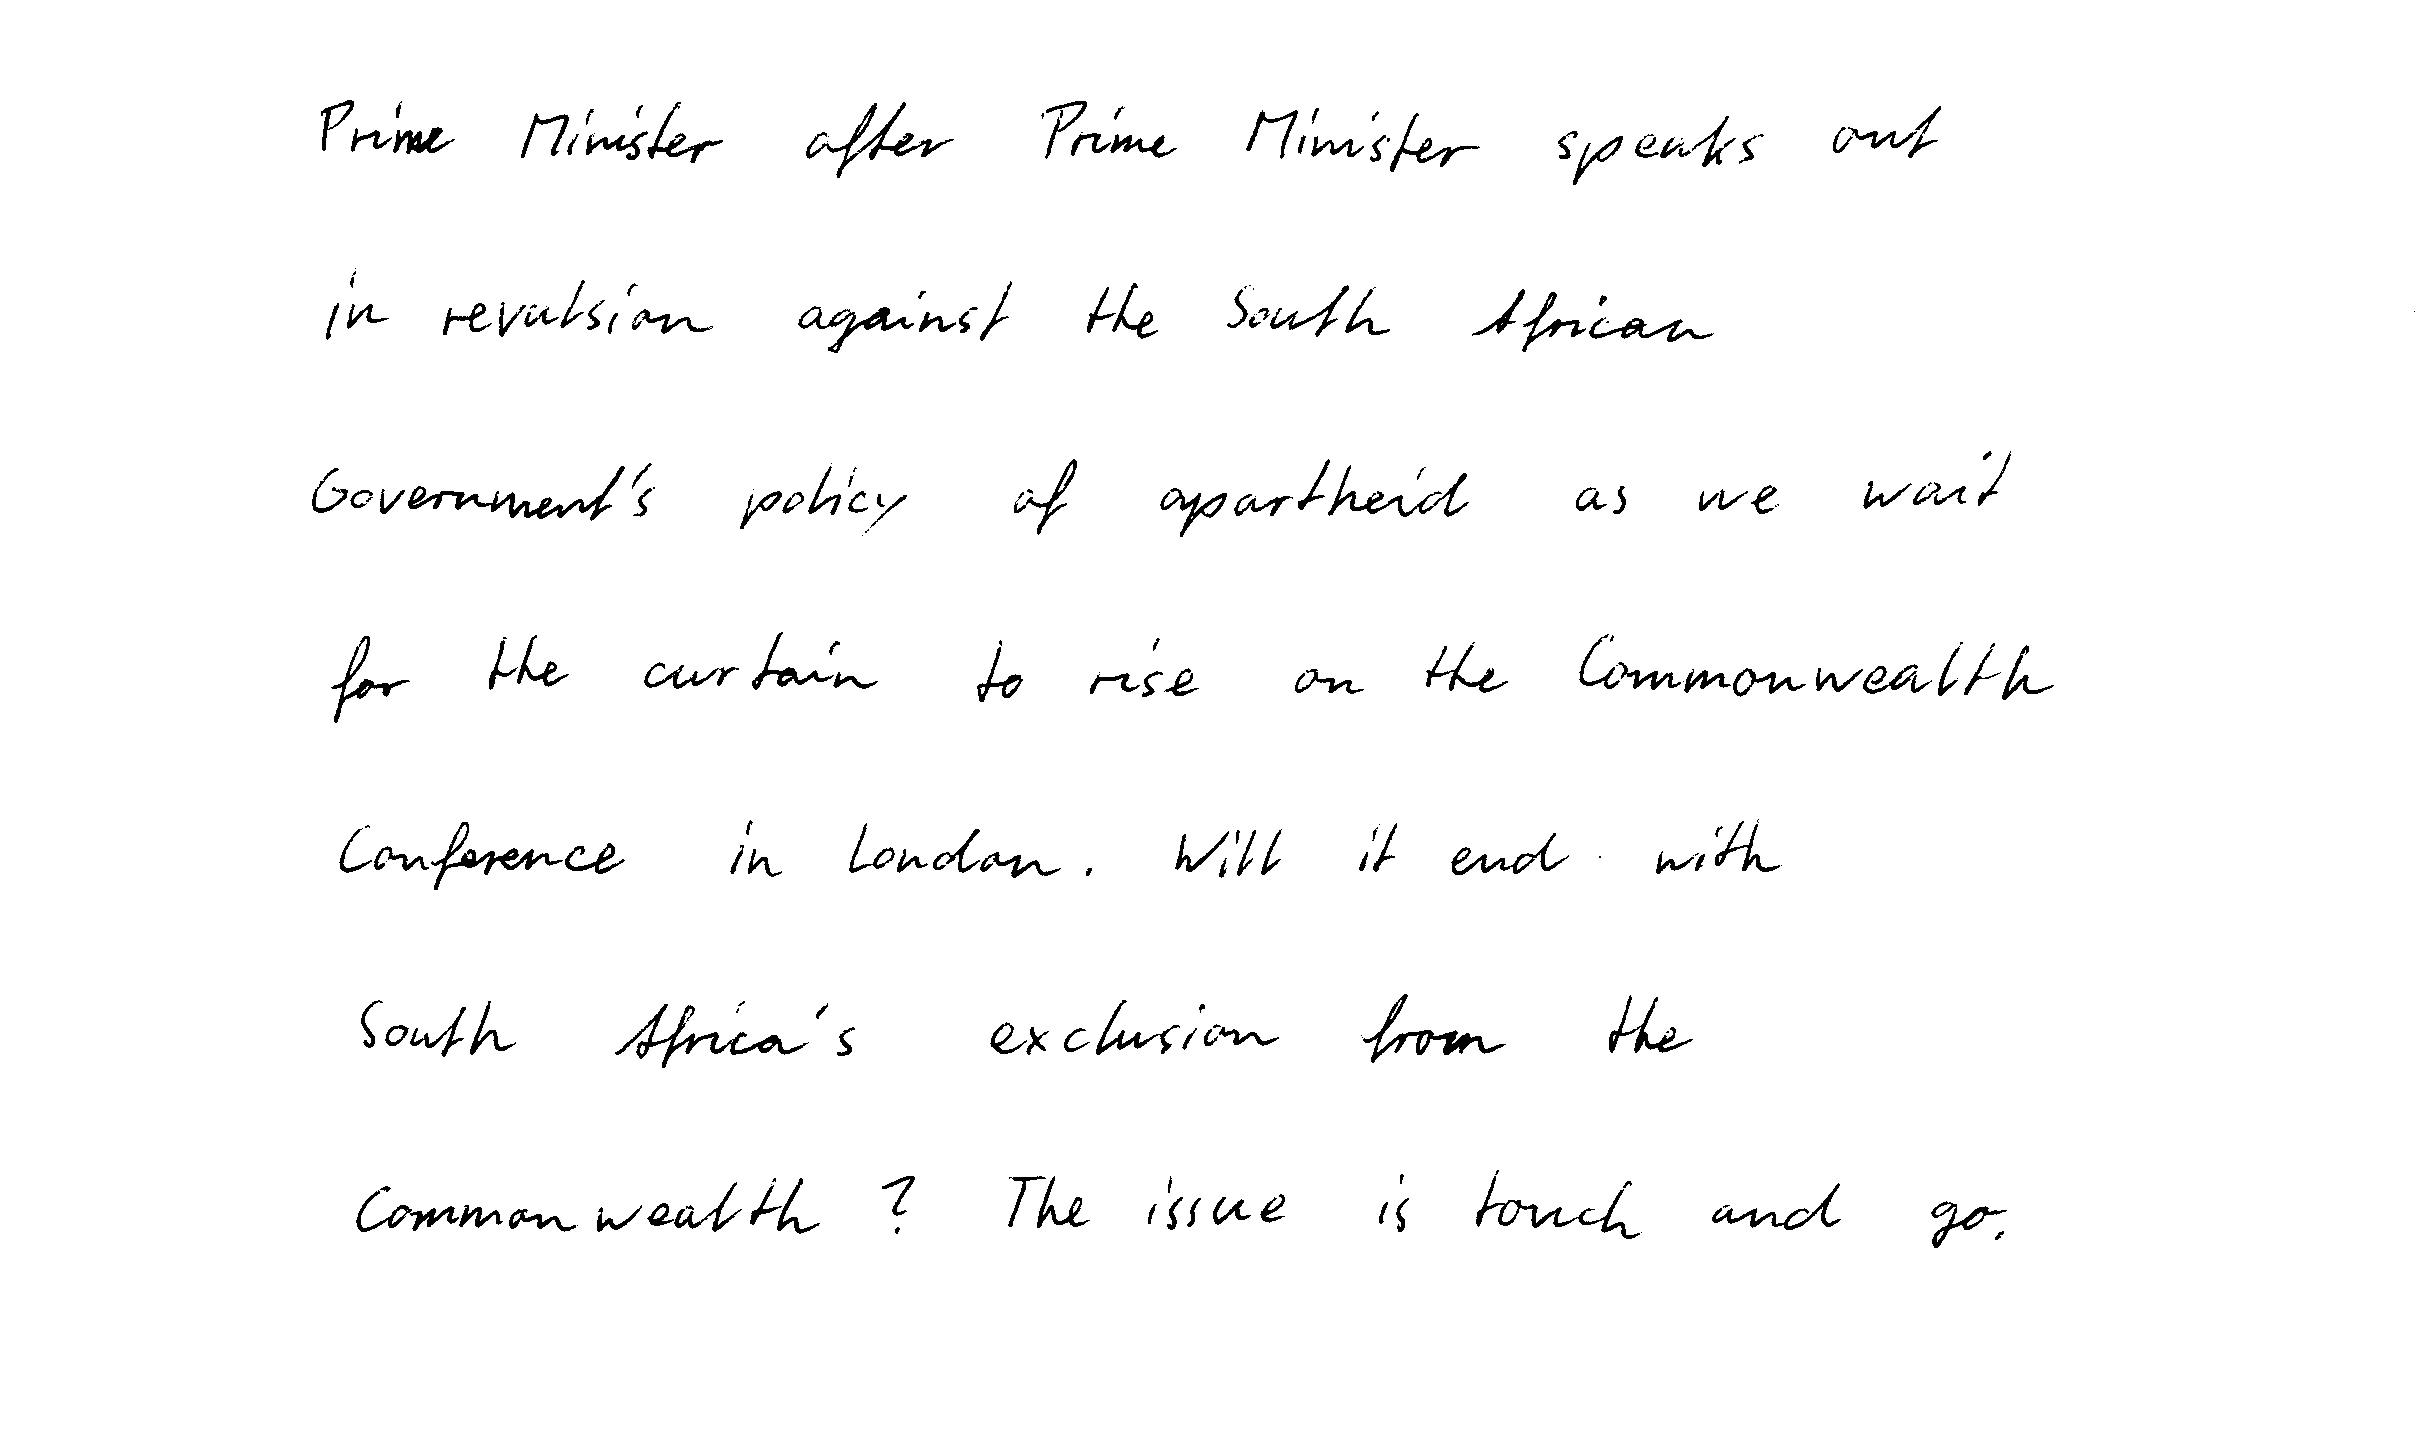 Prime Minister after Prime Minister speaks out
in revulsion against the South African
Government's policy of apartheid as we wait
for the curtain to rise on the Commonwealth
Conference in London. Will it end with
South Africa's exclusion from the
Commonwealth? The issue is touch and go.